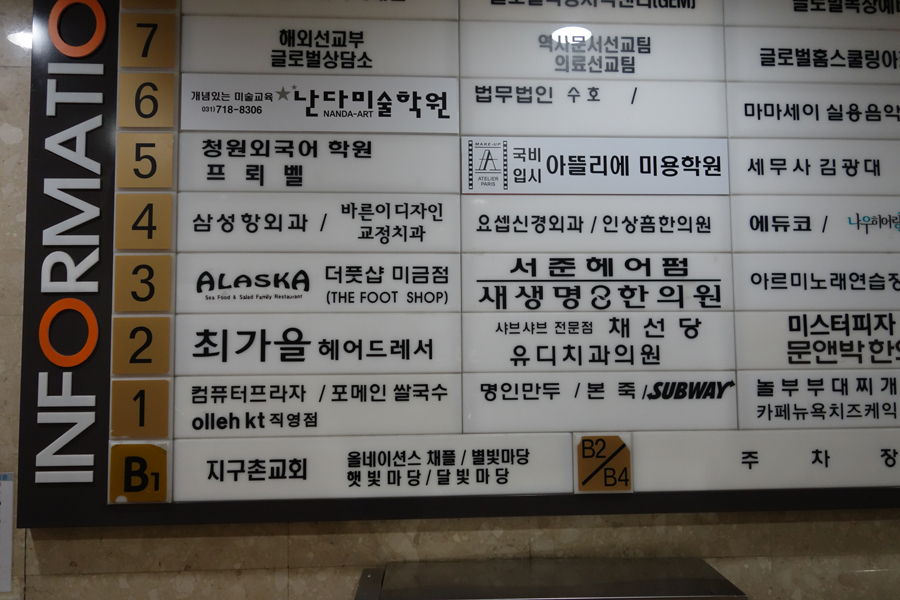 INFORMATIO
7
해외선교부
글로벌상담소
역사문서선교팀
의료선교팀
글로벌홈스쿨링아
6
개념있는 미술교육
031)718-8306
난다미술학원
NANDA-ART
법무법인 수호 /
마마세이 실용음악
5
청원외국어 학원
프뢰벨
MAKE-UP
ATELIER
PARIS
국비
입시
아뜰리에 미용학원
세무사김광대
4
삼성항외과 /
바른이디자인
교정치과
요셉신경외과 / 인상흠한의원
에듀코 /
3
ALASKA
Sea Food & Salad Family Restaurant
더풋샵 미금점
(THE FOOT SHOP)
서준헤어펌
재생명한의원
아르미노래연습장
2
최가을 헤어드레서
샤브샤브 전문점 채선당
유디치과의원
미스터피자
문앤박한의
1
컴퓨터프라자 / 포메인 쌀국수
olleh kt 직영점
명인만두 / 본 죽 / SUBWAY
놀부부대찌개
카페뉴욕치즈케익
B1
지구촌교회
올네이션스 채플 / 별빛마당
햇빛마당 / 달빛마당
B2
B4
주 차 장